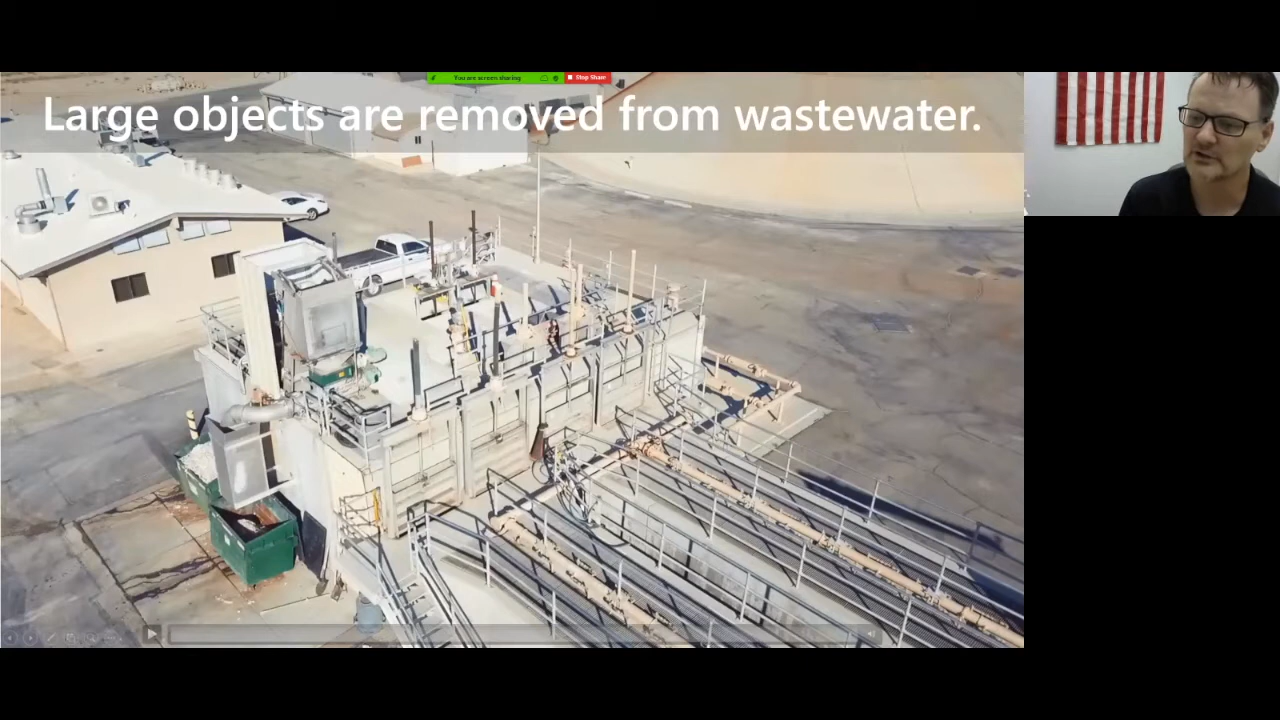 You are screen sharing
Stop Share
Large objects are removed from wastewater.